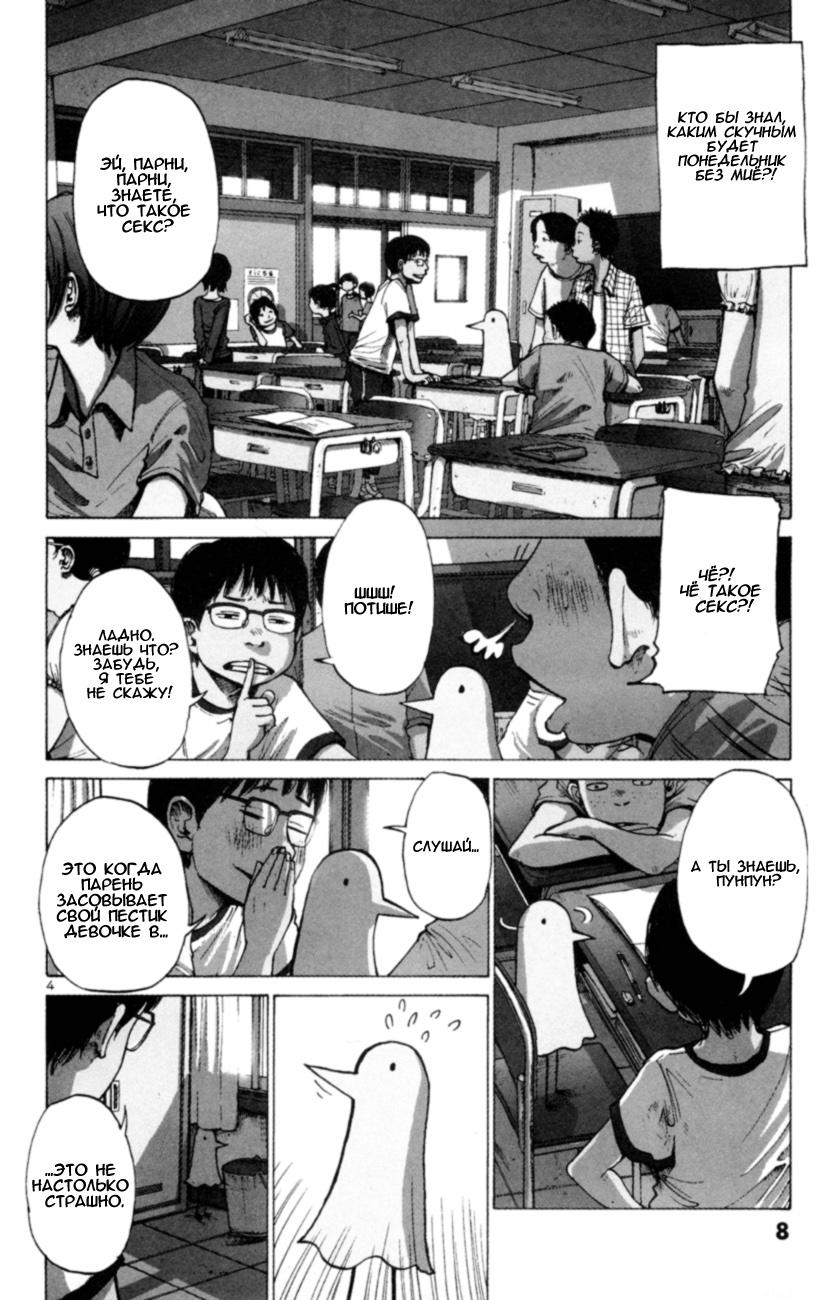 КТО БЫ ЗНАЛ,
КАКИМ СКУЧНЫМ
БУДЕТ
ПОНЕДЕЛЬНИК
БЕЗ МИЁ?!
ЭЙ, ПАРНИ,
ПАРНИ,
ЗНАЕТЕ,
ЧТО ТАКОЕ
СЕКС?
ЧЁ?!
ЧЁ ТАКОЕ
СЕКС?!
ШШШ!
ПОТИШЕ!
ЛАДНО.
ЗНАЕШЬ ЧТО?
ЗАБУДЬ,
Я ТЕБЕ
НЕ СКАЖУ!
А ТЫ ЗНАЕШЬ,
ПУНПУН?
СЛУШАЙ...
ЭТО КОГДА
ПАРЕНЬ
ЗАСОВЫВАЕТ
СВОЙ ПЕСТИК
ДЕВОЧКЕ В...
4
...ЭТО НЕ
НАСТОЛЬКО
СТРАШНО.
8